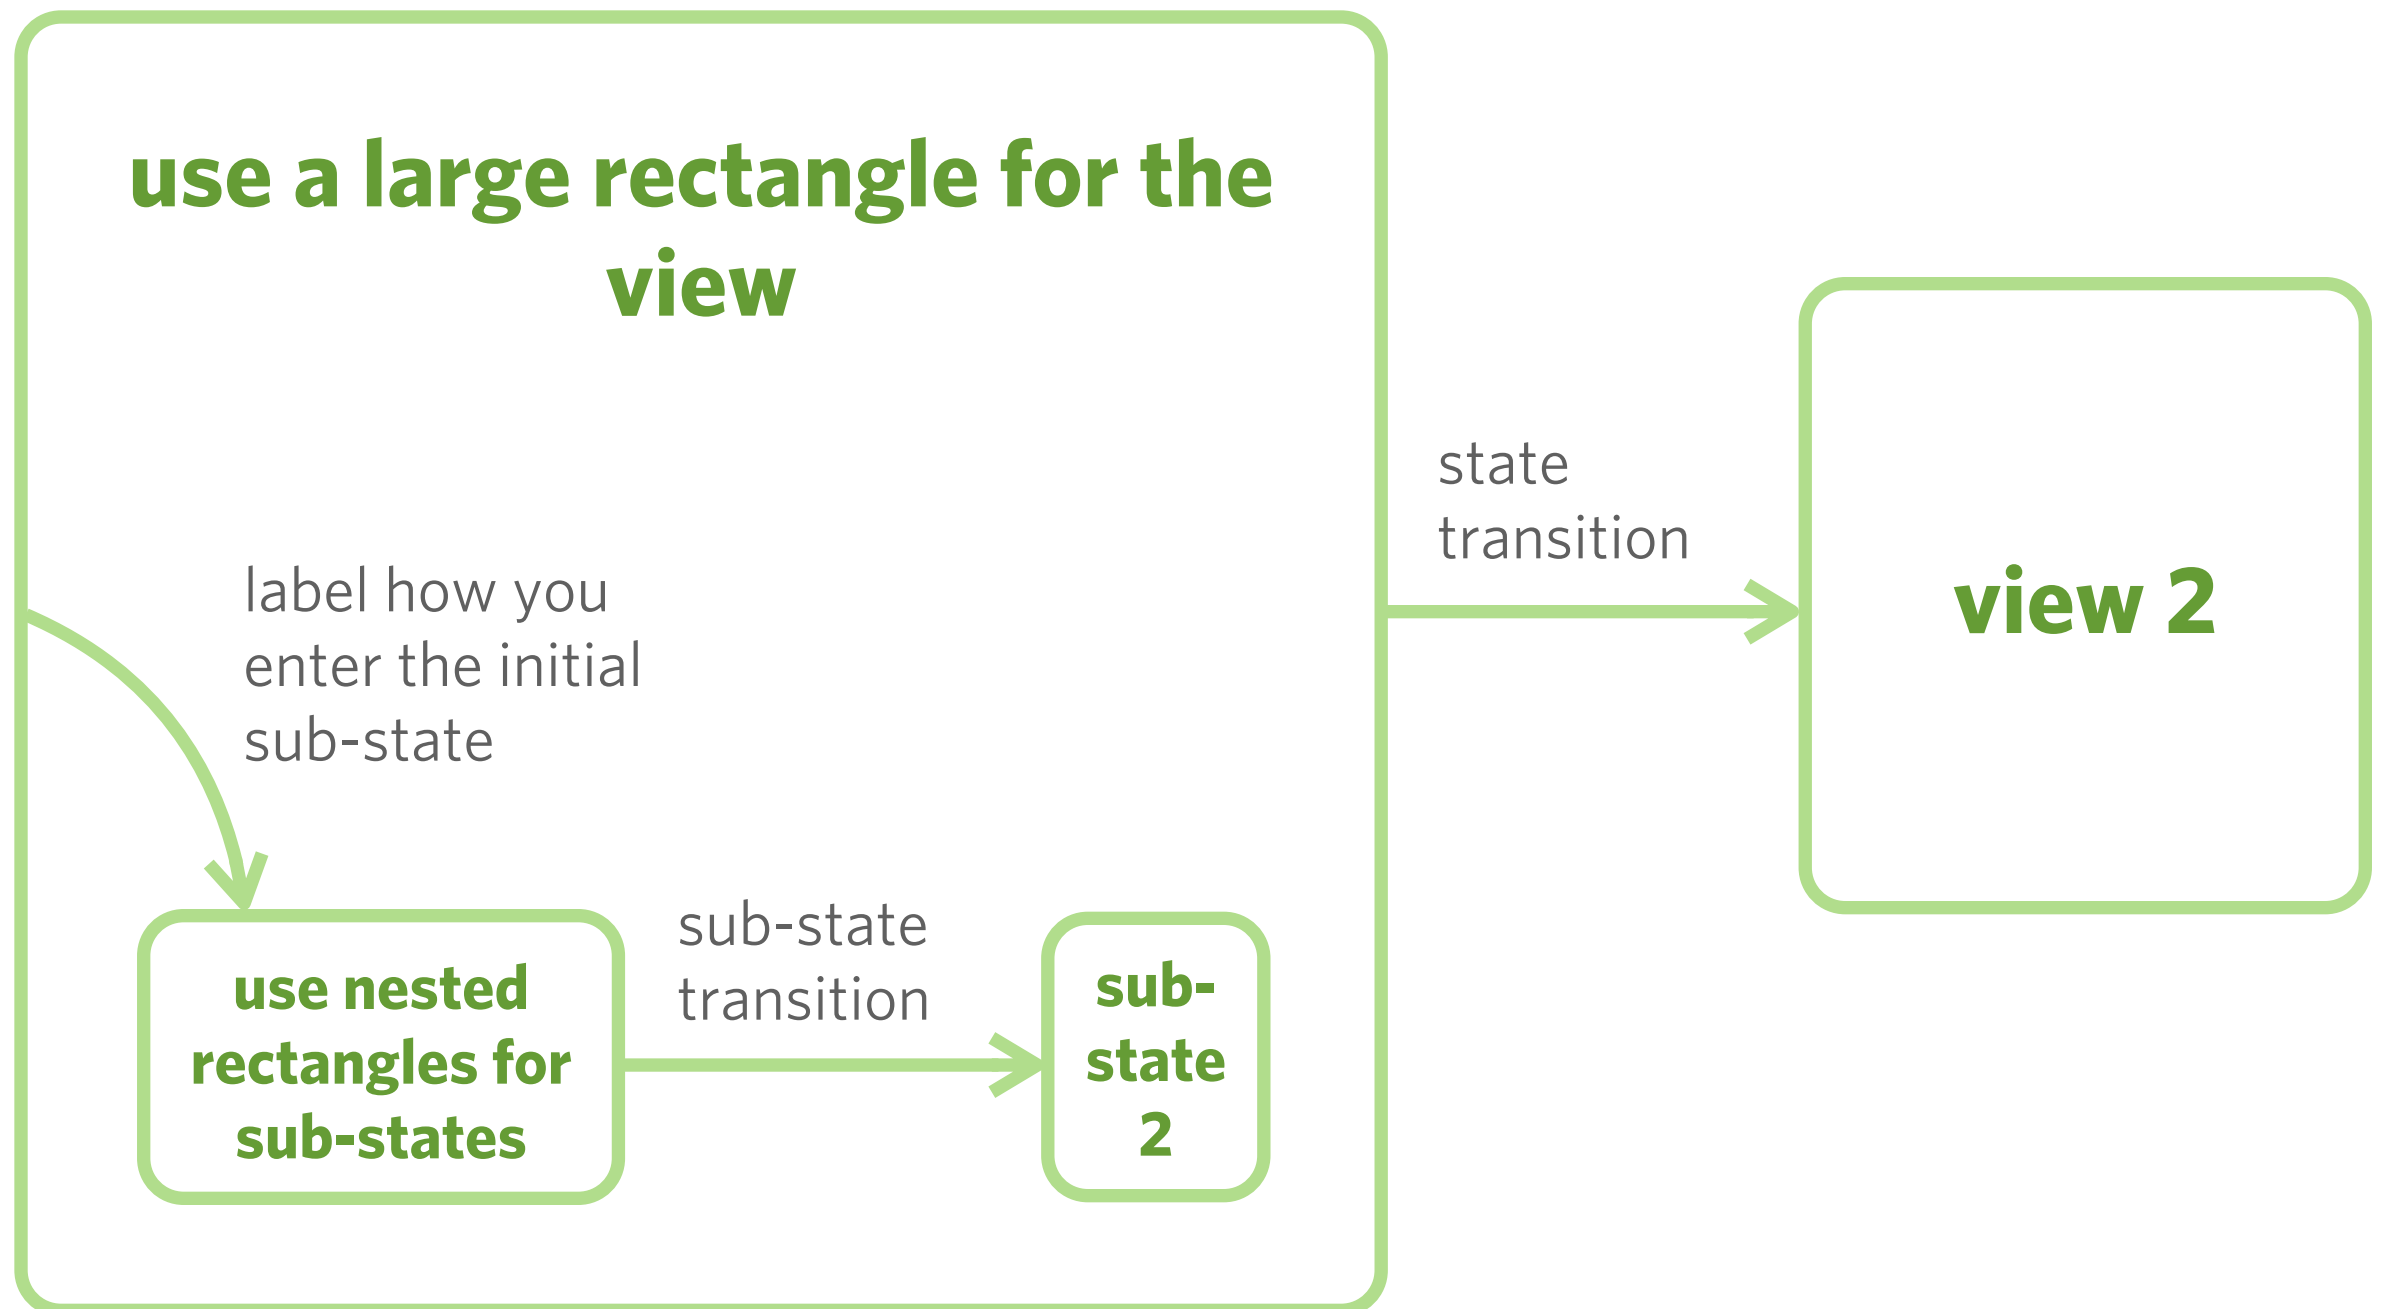 use a large rectangle for the
view
state
transition
view 2
label how you
enter the initial
sub-state
sub-state
transition
use nested
rectangles for
sub-states
sub-
state
2